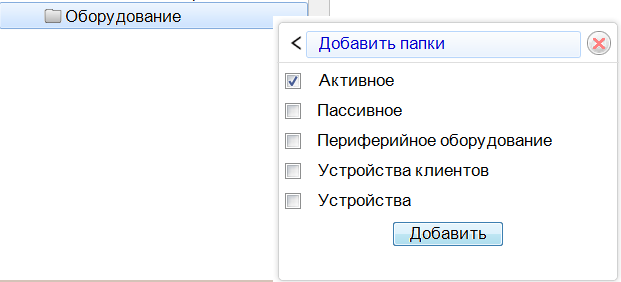 Оборудование
Добавить папки
Активное
Пассивное
Периферийное оборудование
Устройства клиентов
Устройства
Добавить